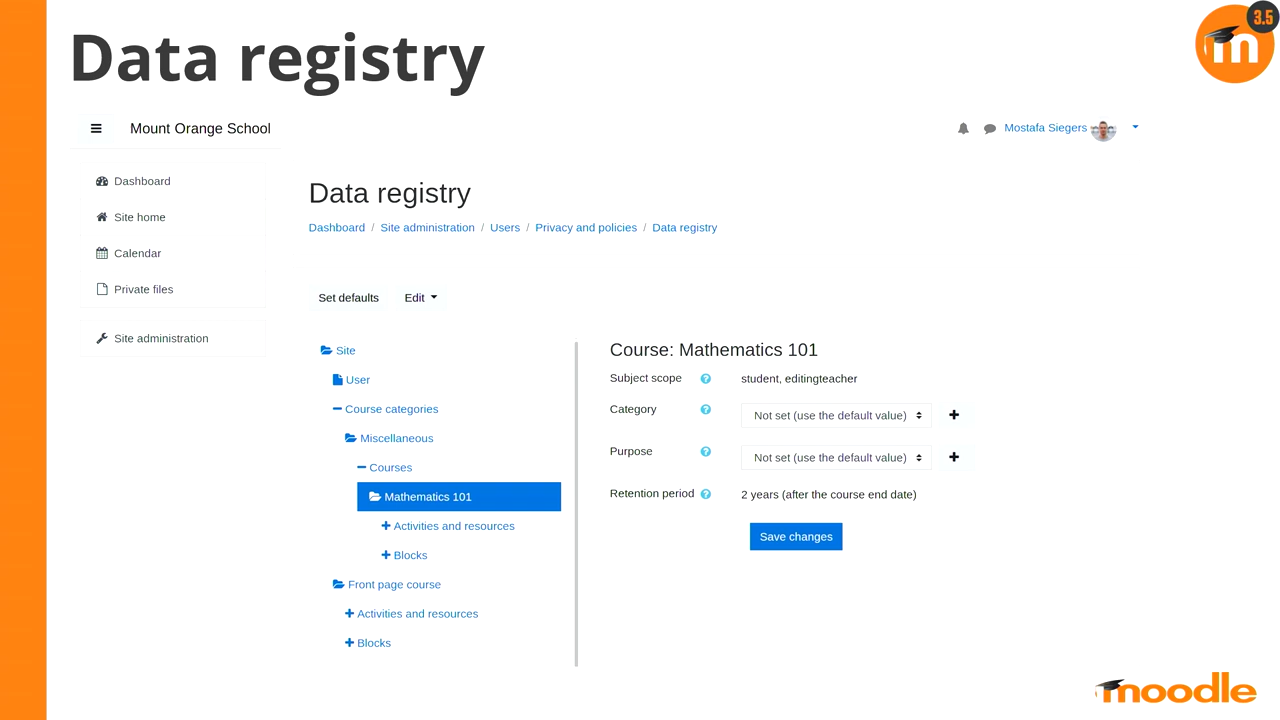 Data registry
3.5
m
Mount Orange School
Mostafa Siegers
Dashboard
Site home
Calendar
Private files
Site administration
Data registry
Dashboard / Site administration / Users / Privacy and policies / Data registry
Set defaults Edit
Site
User
Course categories
Miscellaneous
Courses
Mathematics 101
Activities and resources
Blocks
Front page course
Activities and resources
Blocks
Course: Mathematics 101
Subject scope ? student, editingteacher
Category ? Not set (use the default value)
Purpose ? Not set (use the default value)
Retention period ? 2 years (after the course end date)
Save changes
moodle